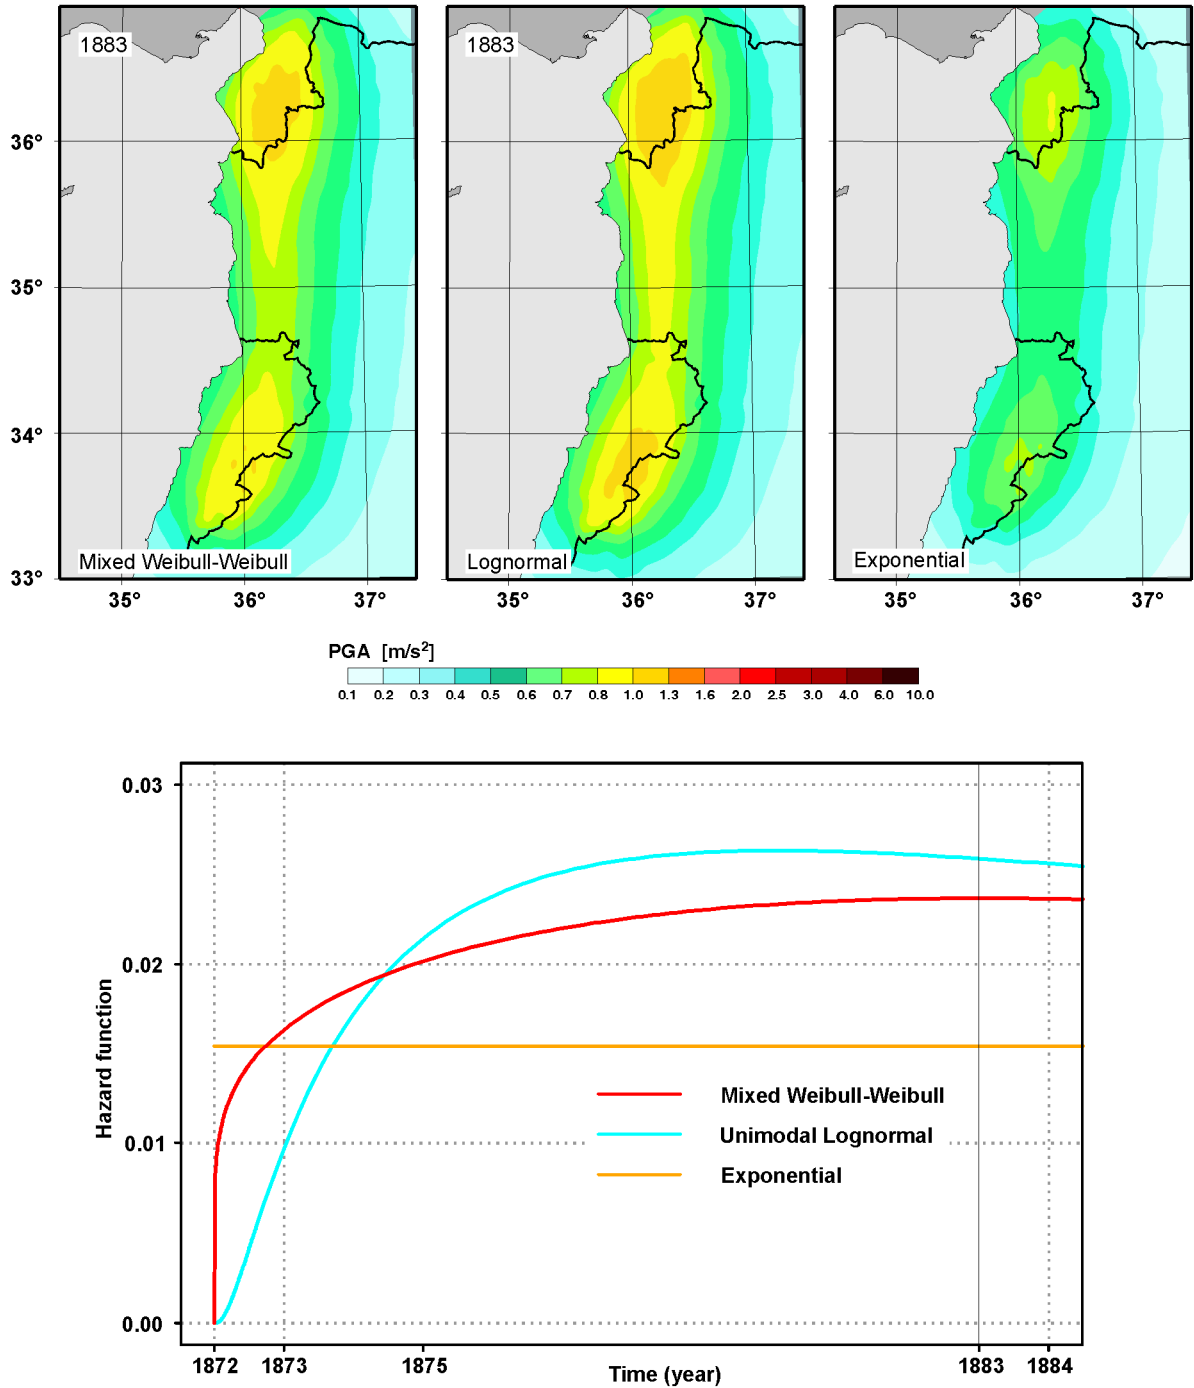 1883
1883
36°
35°
34°
33°
Mixed Weibull-Weibull
Lognormal
Exponential
35° 36° 37° 35° 36° 37° 35° 36° 37°
PGA [m/s²]
0.1 0.2 0.3 0.4 0.5 0.6 0.7 0.8 1.0 1.3 1.6 2.0 2.5 3.0 4.0 6.0 10.0
0.03
0.02
0.01
0.00
Hazard function
Mixed Weibull-Weibull
Unimodal Lognormal
Exponential
1872 1873 1875 1883 1884
Time (year)